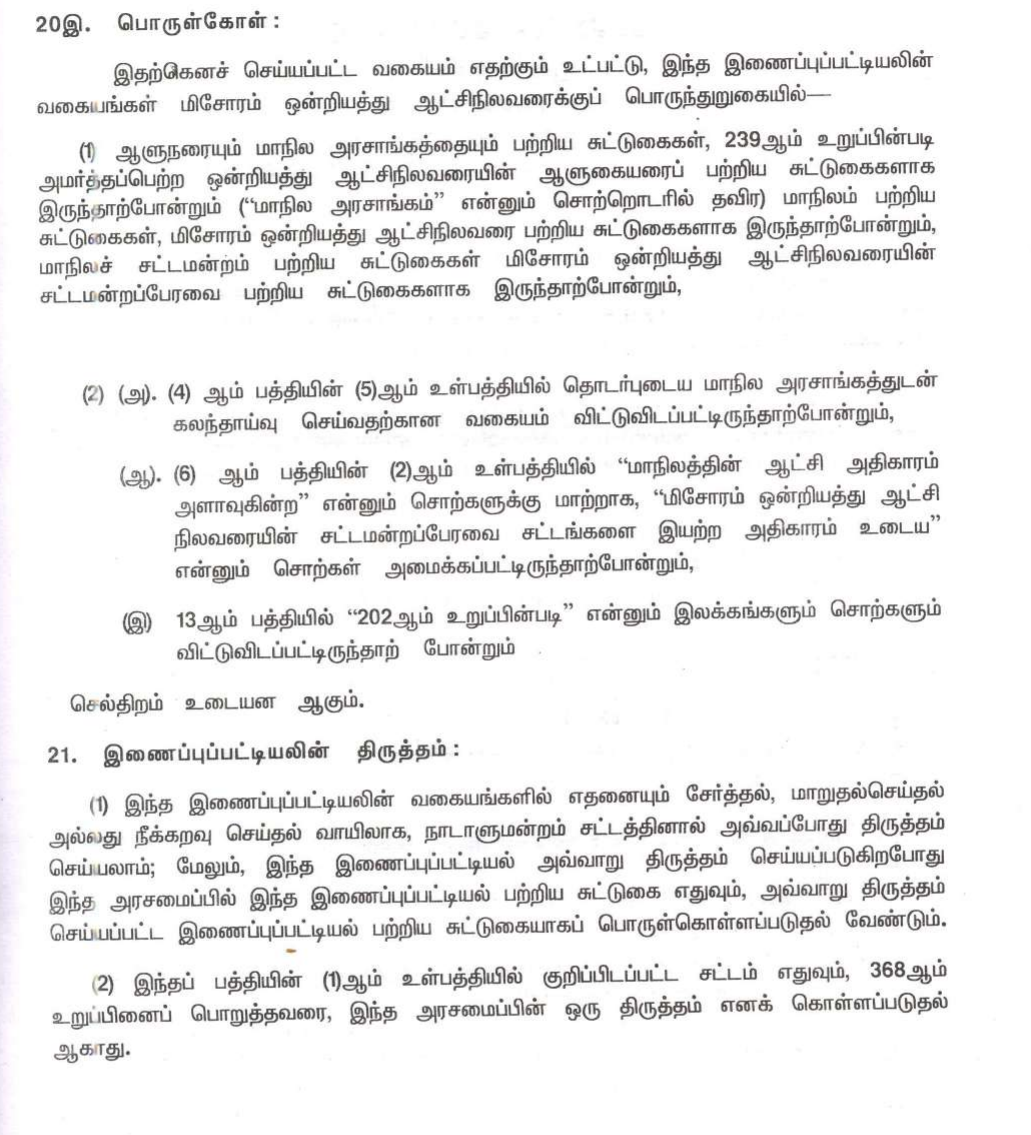 20இ. பொருள்கோள் :
இதற்கெனச் செய்யப்பட்ட வகையம் எதற்கும் உட்பட்டு, இந்த இணைப்புப்பட்டியலின்
வகையங்கள் மிசோரம் ஒன்றியத்து ஆட்சிநிலவரைக்குப் பொருந்துறுகையில்—
(1) ஆளுநரையும் மாநில அரசாங்கத்தையும் பற்றிய சுட்டுகைகள், 239ஆம் உறுப்பின்படி
அமர்த்தப்பெற்ற ஒன்றியத்து ஆட்சிநிலவரையின் ஆளுகையரைப் பற்றிய சுட்டுகைகளாக
இருந்தாற்போன்றும் (“மாநில அரசாங்கம்” என்னும் சொற்றொடரில் தவிர) மாநிலம் பற்றிய
சுட்டுகைகள், மிசோரம் ஒன்றியத்து ஆட்சிநிலவரை பற்றிய சுட்டுகைகளாக இருந்தாற்போன்றும்,
மாநிலச் சட்டமன்றம் பற்றிய சுட்டுகைகள் மிசோரம் ஒன்றியத்து ஆட்சிநிலவரையின்
சட்டமன்றப்பேரவை பற்றிய சுட்டுகைகளாக இருந்தாற்போன்றும்,
(2) (அ). (4) ஆம் பத்தியின் (5)ஆம் உள்பத்தியில் தொடர்புடைய மாநில அரசாங்கத்துடன்
கலந்தாய்வு செய்வதற்கான வகையம் விட்டுவிடப்பட்டிருந்தாற்போன்றும்,
(ஆ). (6) ஆம் பத்தியின் (2)ஆம் உள்பத்தியில் “மாநிலத்தின் ஆட்சி அதிகாரம்
அளாவுகின்ற” என்னும் சொற்களுக்கு மாற்றாக, “மிசோரம் ஒன்றியத்து ஆட்சி
நிலவரையின் சட்டமன்றப்பேரவை சட்டங்களை இயற்ற அதிகாரம் உடைய”
என்னும் சொற்கள் அமைக்கப்பட்டிருந்தாற்போன்றும்,
(இ) 13ஆம் பத்தியில் “202ஆம் உறுப்பின்படி” என்னும் இலக்கங்களும் சொற்களும்
விட்டுவிடப்பட்டிருந்தாற் போன்றும்
செல்திறம் உடையன ஆகும்.
21. இணைப்புப்பட்டியலின் திருத்தம் :
(1) இந்த இணைப்புப்பட்டியலின் வகையங்களில் எதனையும் சேர்த்தல், மாறுதல்செய்தல்
அல்லது நீக்கறவு செய்தல் வாயிலாக, நாடாளுமன்றம் சட்டத்தினால் அவ்வப்போது திருத்தம்
செய்யலாம்; மேலும், இந்த இணைப்புப்பட்டியல் அவ்வாறு திருத்தம் செய்யப்படுகிறபோது
இந்த அரசமைப்பில் இந்த இணைப்புப்பட்டியல் பற்றிய சுட்டுகை எதுவும், அவ்வாறு திருத்தம்
செய்யப்பட்ட இணைப்புப்பட்டியல் பற்றிய சுட்டுகையாகப் பொருள்கொள்ளப்படுதல் வேண்டும்.
(2) இந்தப் பத்தியின் (1)ஆம் உள்பத்தியில் குறிப்பிடப்பட்ட சட்டம் எதுவும், 368ஆம்
உறுப்பினைப் பொறுத்தவரை, இந்த அரசமைப்பின் ஒரு திருத்தம் எனக் கொள்ளப்படுதல்
ஆகாது.